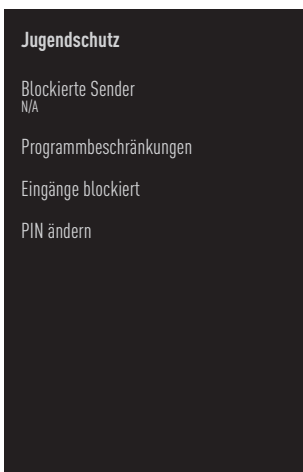 Jugendschutz
Blockierte Sender
N/A
Programmbeschränkungen
Eingänge blockiert
PIN ändern